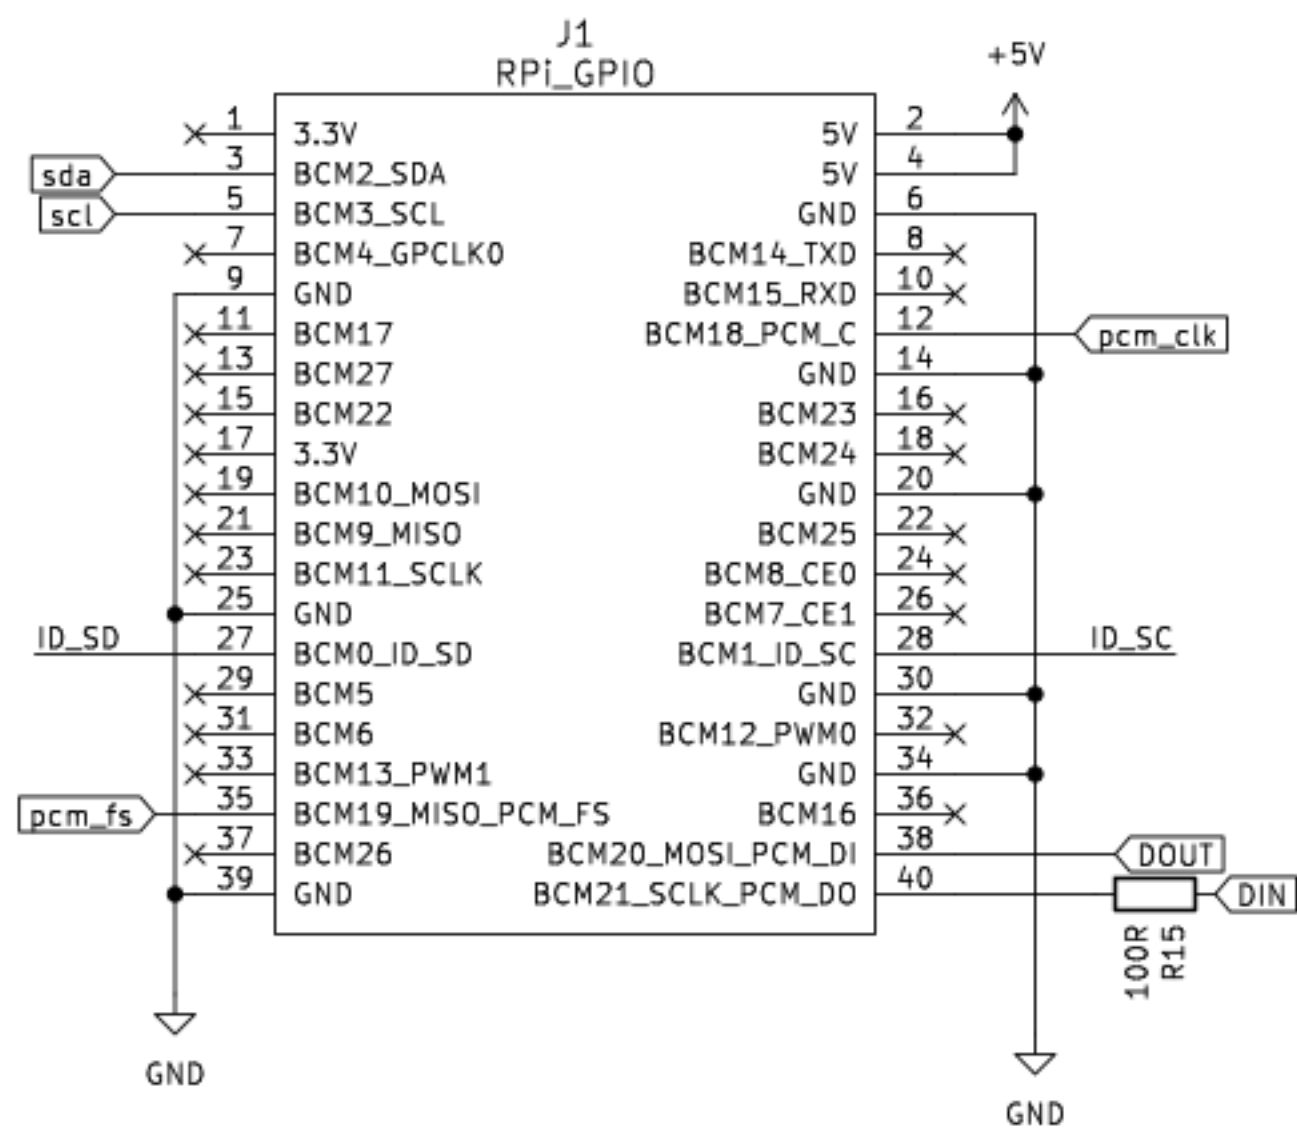 J1
RPi_GPIO
+5V
1 3.3V 5V 2
sda 3 BCM2_SDA 5V 4
scl 5 BCM3_SCL GND 6
7 BCM4_GPCLK0 BCM14_TXD 8
9 GND BCM15_RXD 10
11 BCM17 BCM18_PCM_C 12 pcm_clk
13 BCM27 GND 14
15 BCM22 BCM23 16
17 3.3V BCM24 18
19 BCM10_MOSI GND 20
21 BCM9_MISO BCM25 22
23 BCM11_SCLK BCM8_CE0 24
25 GND BCM7_CE1 26
ID_SD 27 BCM0_ID_SD BCM1_ID_SC 28 ID_SC
29 BCM5 GND 30
31 BCM6 BCM12_PWM0 32
33 BCM13_PWM1 GND 34
pcm_fs 35 BCM19_MISO_PCM_FS BCM16 36
37 BCM26 BCM20_MOSI_PCM_DI 38 DOUT
39 GND BCM21_SCLK_PCM_DO 40 DIN
100R
R15
GND
GND